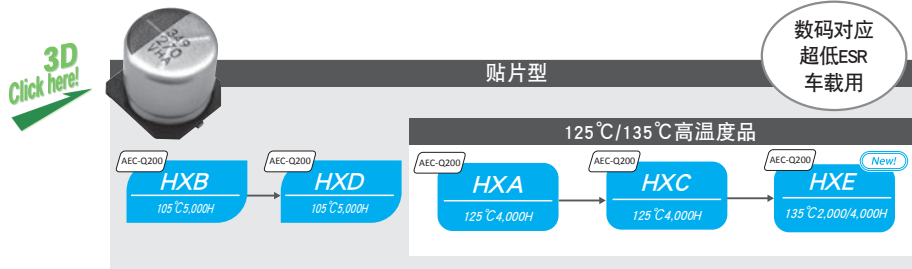 3D
Click here!
349
270
VHA
贴片型
数码对应
超低ESR
车载用
125℃/135℃高温度品
AEC-Q200
HXB
105℃5,000H
AEC-Q200
HXD
105℃5,000H
AEC-Q200
HXA
125℃4,000H
AEC-Q200
HXC
125℃4,000H
AEC-Q200
New!
HXE
135℃2,000/4,000H